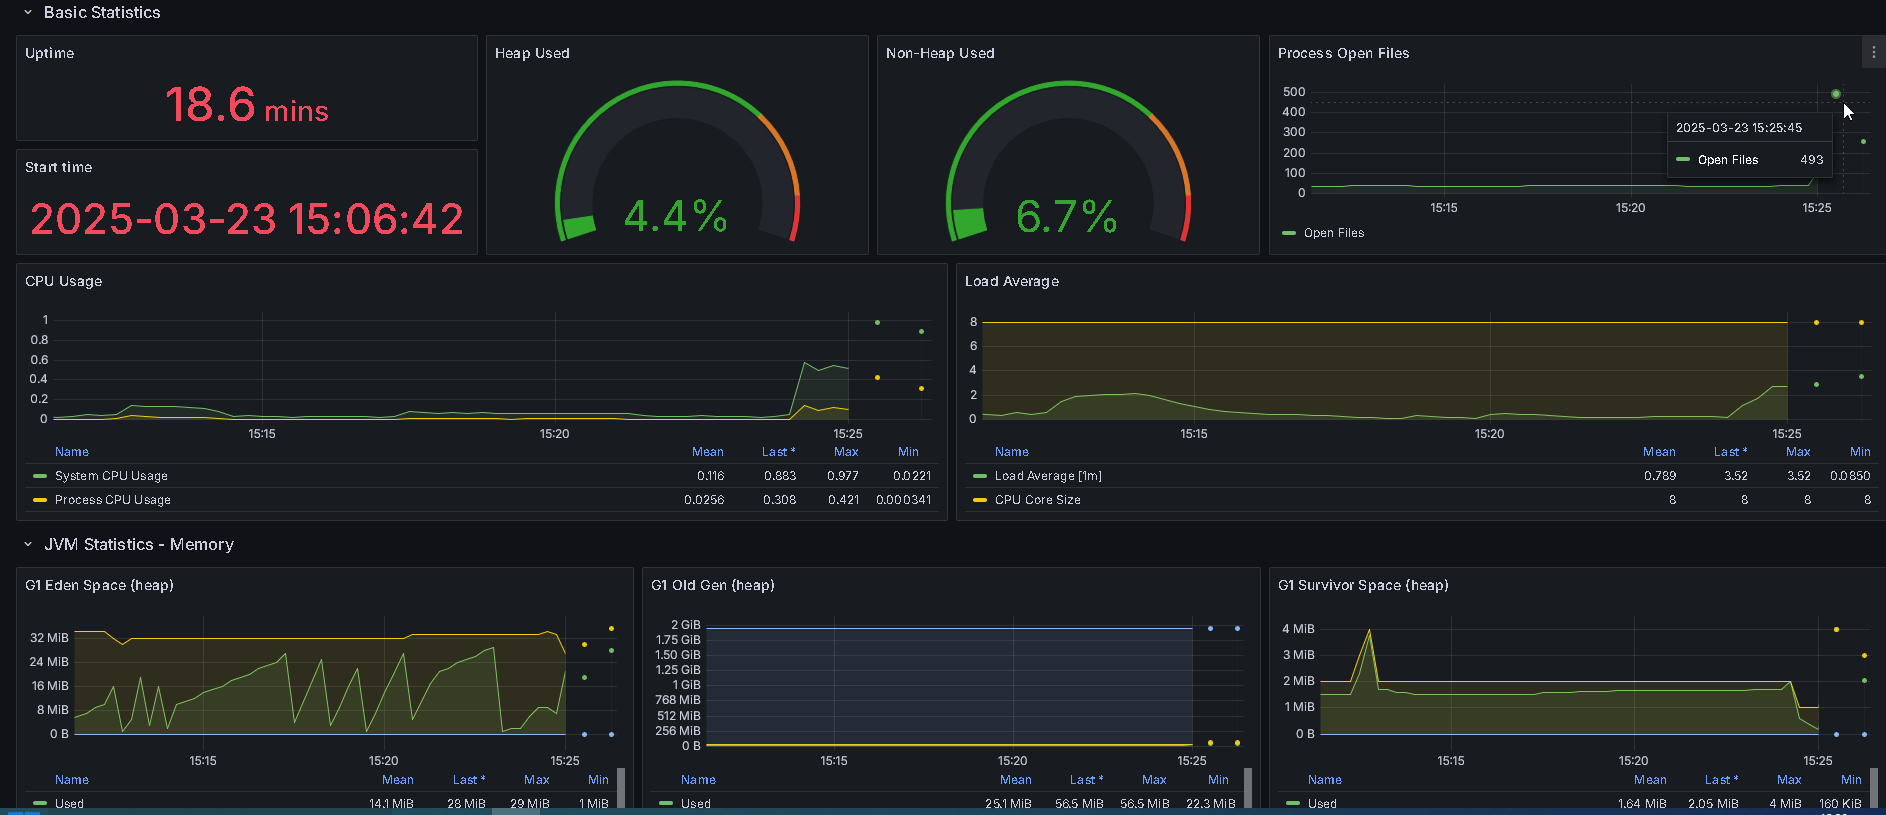 Basic Statistics
Uptime
18.6 mins
Start time
2025-03-23 15:06:42
Heap Used
4.4%
Non-Heap Used
6.7%
Process Open Files
500
400
300
200
100
0
15:15
15:20
15:25
2025-03-23 15:25:45
Open Files 493
Open Files
CPU Usage
1
0.8
0.6
0.4
0.2
0
15:15
15:20
15:25
Name Mean Last * Max Min
System CPU Usage 0.116 0.883 0.977 0.0221
Process CPU Usage 0.0256 0.308 0.421 0.000341
Load Average
8
6
4
2
0
15:15
15:20
15:25
Name Mean Last * Max Min
Load Average [1m] 0.789 3.52 3.52 0.0850
CPU Core Size 8 8 8 8
JVM Statistics - Memory
G1 Eden Space (heap)
32 MiB
24 MiB
16 MiB
8 MiB
0 B
15:15
15:20
15:25
Name Mean Last * Max Min
Used 14.1 MiB 28 MiB 29 MiB 1 MiB
G1 Old Gen (heap)
2 GiB
1.75 GiB
1.50 GiB
1.25 GiB
1 GiB
768 MiB
512 MiB
256 MiB
0 B
15:15
15:20
15:25
Name Mean Last * Max Min
Used 25.1 MiB 56.5 MiB 56.5 MiB 22.3 MiB
G1 Survivor Space (heap)
4 MiB
3 MiB
2 MiB
1 MiB
0 B
15:15
15:20
15:25
Name Mean Last * Max Min
Used 1.64 MiB 2.05 MiB 4 MiB 160 KiB